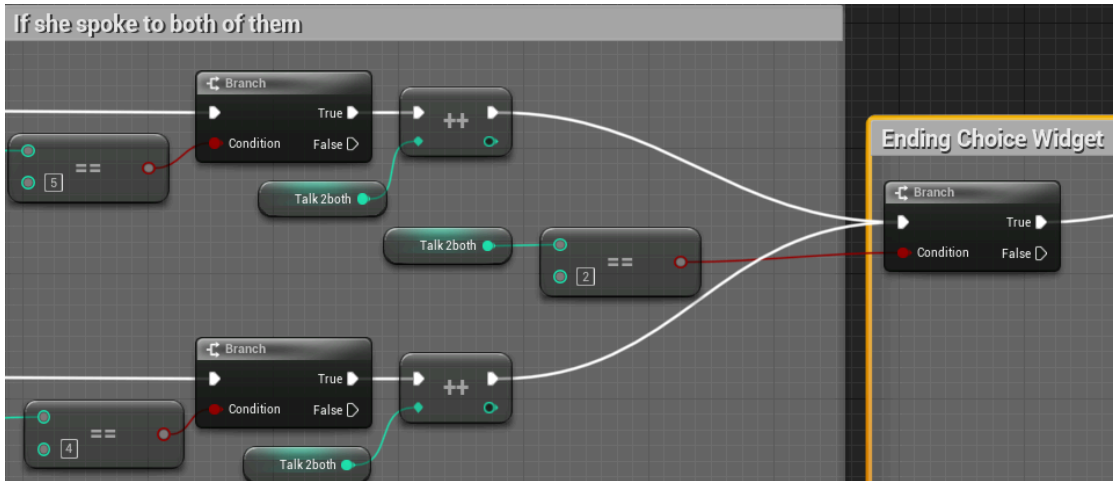 If she spoke to both of them
Branch
True
++
Condition
False
==
5
Talk 2both
Ending Choice Widget
Branch
True
Condition
False
Talk 2both
==
2
Branch
True
++
Condition
False
==
4
Talk 2both